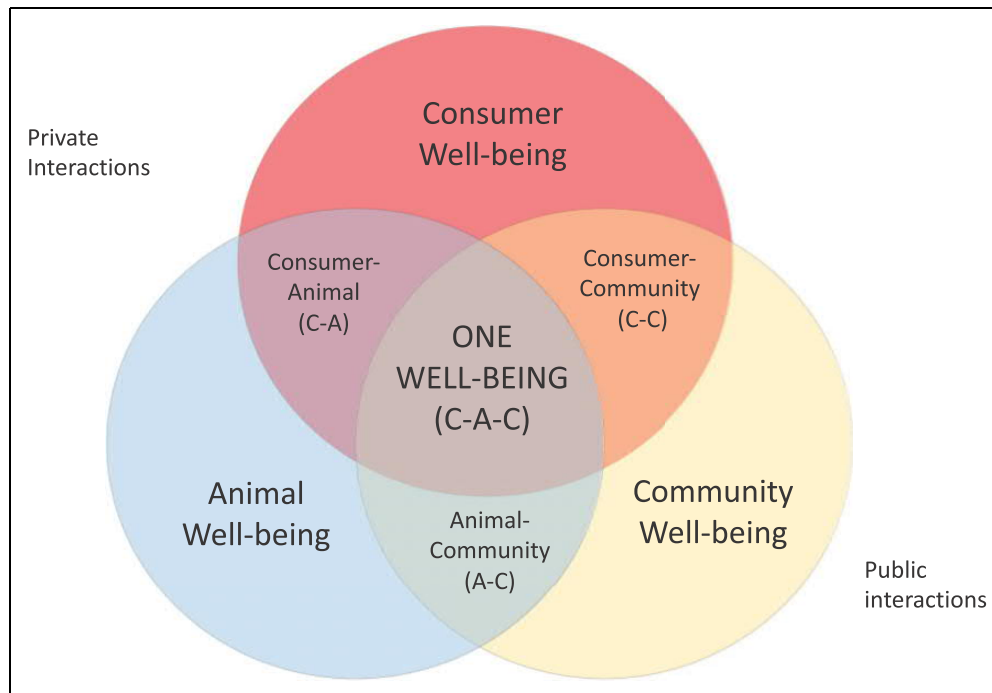 Consumer
Well-being
Private
Interactions
Consumer-
Animal
(C-A)
Consumer-
Community
(C-C)
ONE
WELL-BEING
(C-A-C)
Animal
Well-being
Community
Well-being
Animal-
Community
(A-C)
Public
interactions